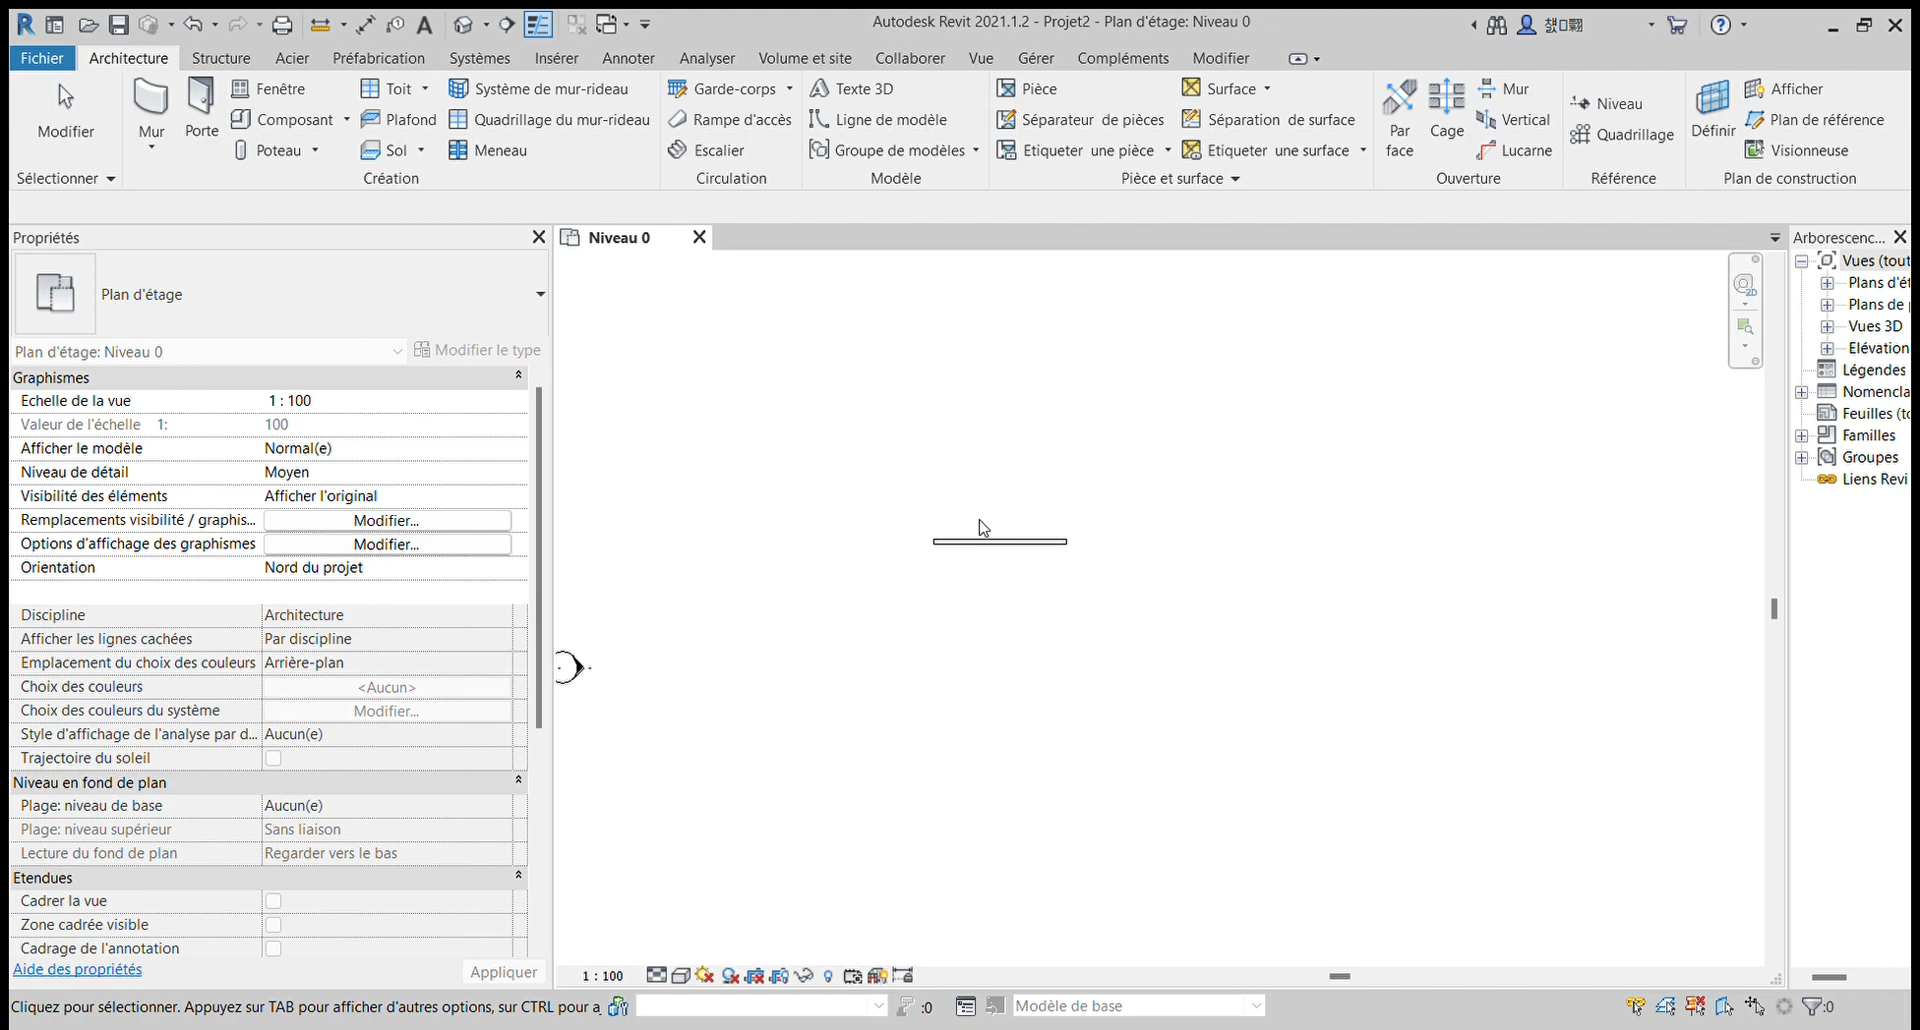 Autodesk Revit 2021.1.2 - Projet2 - Plan d'étage: Niveau 0
Fichier Architecture Structure Acier Préfabrication Systèmes Insérer Annoter Analyser Volume et site Collaborer Vue Gérer Compléments Modifier
Modifier
Mur
Porte
Fenêtre
Composant
Poteau
Toit
Plafond
Sol
Système de mur-rideau
Quadrillage du mur-rideau
Meneau
Garde-corps
Rampe d'accès
Escalier
Texte 3D
Ligne de modèle
Groupe de modèles
Pièce
Séparateur de pièces
Etiqueter une pièce
Surface
Séparation de surface
Etiqueter une surface
Par
face
Cage
Mur
Vertical
Lucarne
Niveau
Quadrillage
Définir
Afficher
Plan de référence
Visionneuse
Sélectionner Création Circulation Modèle Pièce et surface Ouverture Référence Plan de construction
Propriétés
Plan d'étage
Plan d'étage: Niveau 0 Modifier le type
Graphismes
Echelle de la vue 1 : 100
Valeur de l'échelle 1: 100
Afficher le modèle Normal(e)
Niveau de détail Moyen
Visibilité des éléments Afficher l'original
Remplacements visibilité / graphis... Modifier...
Options d'affichage des graphismes Modifier...
Orientation Nord du projet
Discipline Architecture
Afficher les lignes cachées Par discipline
Emplacement du choix des couleurs Arrière-plan
Choix des couleurs <Aucun>
Choix des couleurs du système Modifier...
Style d'affichage de l'analyse par d... Aucun(e)
Trajectoire du soleil
Niveau en fond de plan
Plage: niveau de base Aucun(e)
Plage: niveau supérieur Sans liaison
Lecture du fond de plan Regarder vers le bas
Etendues
Cadrer la vue
Zone cadrée visible
Cadrage de l'annotation
Aide des propriétés Appliquer
Niveau 0
2D
Arborescenc...
Vues (tout
Plans d'ét
Plans de
Vues 3D
Elévation
Légendes
Nomencla
Feuilles (to
Familles
Groupes
Liens Revi
1 : 100
Cliquez pour sélectionner. Appuyez sur TAB pour afficher d'autres options, sur CTRL pour a
:0
Modèle de base
:0